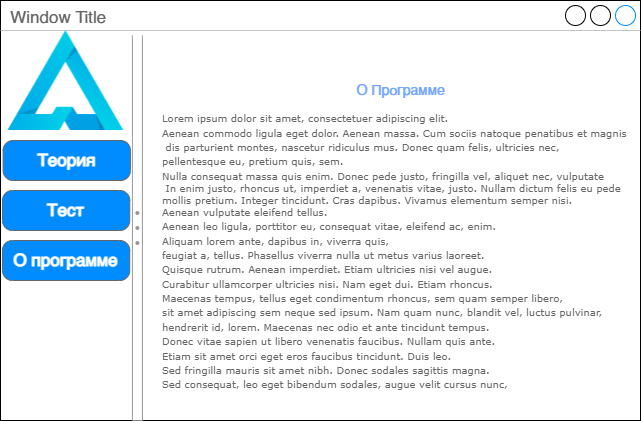 Window Title
Теория
Тест
О программе
О Программе
Lorem ipsum dolor sit amet, consectetuer adipiscing elit.
Aenean commodo ligula eget dolor. Aenean massa. Cum sociis natoque penatibus et magnis
dis parturient montes, nascetur ridiculus mus. Donec quam felis, ultricies nec,
pellentesque eu, pretium quis, sem.
Nulla consequat massa quis enim. Donec pede justo, fringilla vel, aliquet nec, vulputate
In enim justo, rhoncus ut, imperdiet a, venenatis vitae, justo. Nullam dictum felis eu pede
mollis pretium. Integer tincidunt. Cras dapibus. Vivamus elementum semper nisi.
Aenean vulputate eleifend tellus.
Aenean leo ligula, porttitor eu, consequat vitae, eleifend ac, enim.
Aliquam lorem ante, dapibus in, viverra quis,
feugiat a, tellus. Phasellus viverra nulla ut metus varius laoreet.
Quisque rutrum. Aenean imperdiet. Etiam ultricies nisi vel augue.
Curabitur ullamcorper ultricies nisi. Nam eget dui. Etiam rhoncus.
Maecenas tempus, tellus eget condimentum rhoncus, sem quam semper libero,
sit amet adipiscing sem neque sed ipsum. Nam quam nunc, blandit vel, luctus pulvinar,
hendrerit id, lorem. Maecenas nec odio et ante tincidunt tempus.
Donec vitae sapien ut libero venenatis faucibus. Nullam quis ante.
Etiam sit amet orci eget eros faucibus tincidunt. Duis leo.
Sed fringilla mauris sit amet nibh. Donec sodales sagittis magna.
Sed consequat, leo eget bibendum sodales, augue velit cursus nunc,